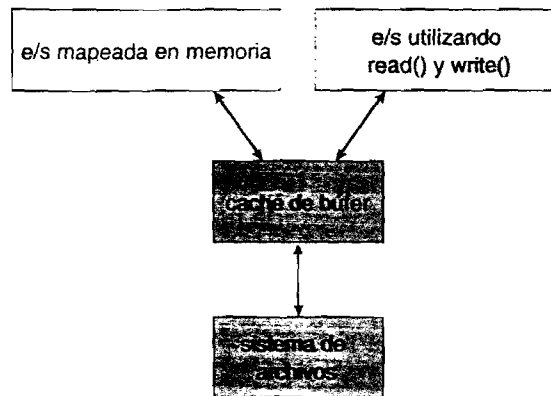 e/s mapeada en memoria
e/s utilizando
read() y write()
caché de búfer
sistema de
archivos